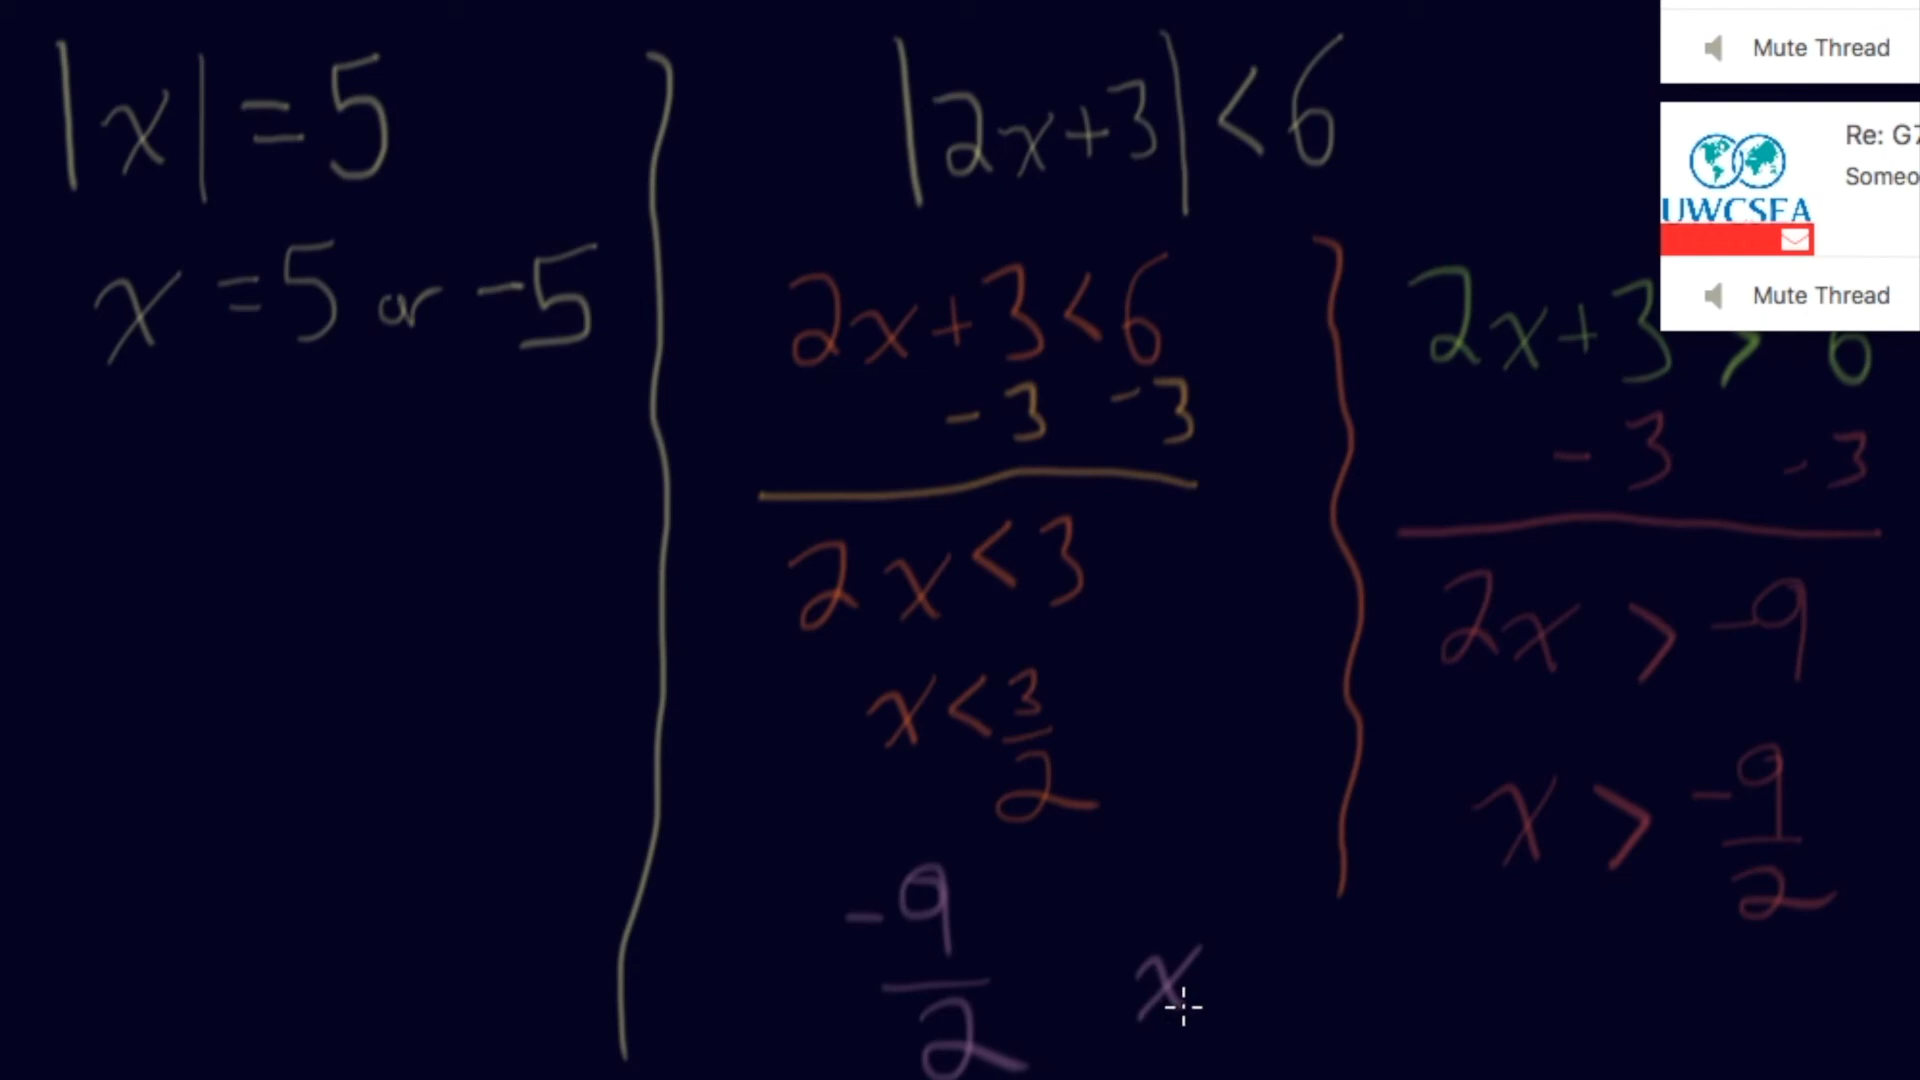 |x| = 5
x = 5 or -5
|2x+3| < 6
2x+3 < 6
-3 -3
2x < 3
x < 3/2
-9/2 x
2x+3 > 6
-3 -3
2x > -9
x > -9/2
Mute Thread
UWCSEA
Re: G7
Someo
Mute Thread